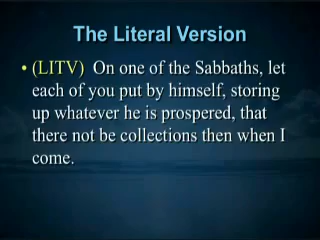 The Literal Version
• (LITV)  On one of the Sabbaths, let
each of you put by himself, storing
up whatever he is prospered, that
there not be collections then when I
come.